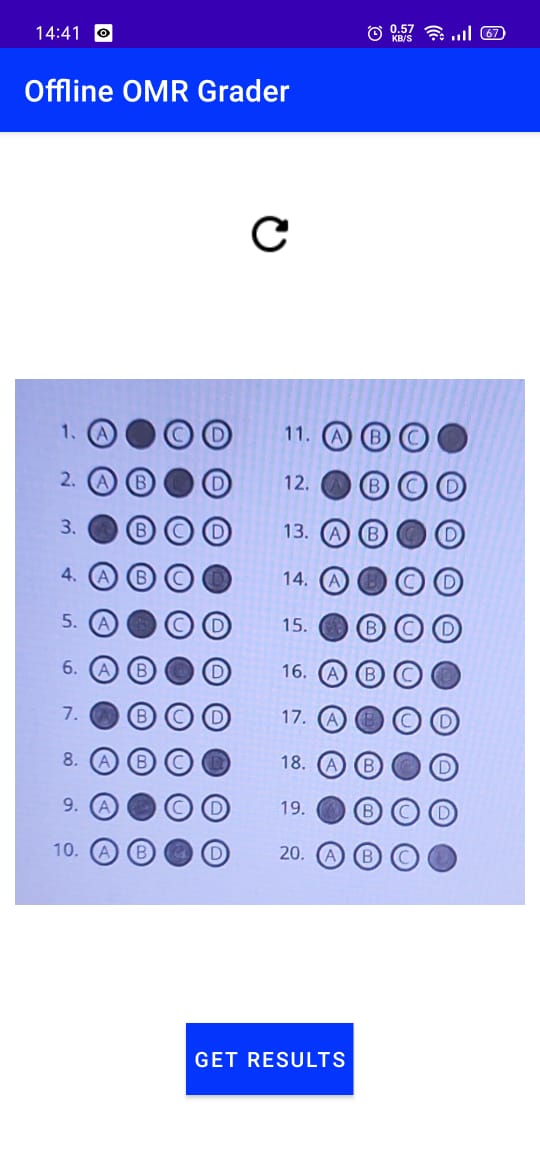 14:41
0.57
KB/S
67
Offline OMR Grader
1. A C D
2. A B D
3. B C D
4. A B C D
5. A C D
6. A B D
7. A B C D
8. A B C D
9. A C D
10. A B D
11. A B C
12. A B C D
13. A B C D
14. A B C D
15. B C D
16. A B C D
17. A B C D
18. A B C D
19. B C D
20. A B C
GET RESULTS